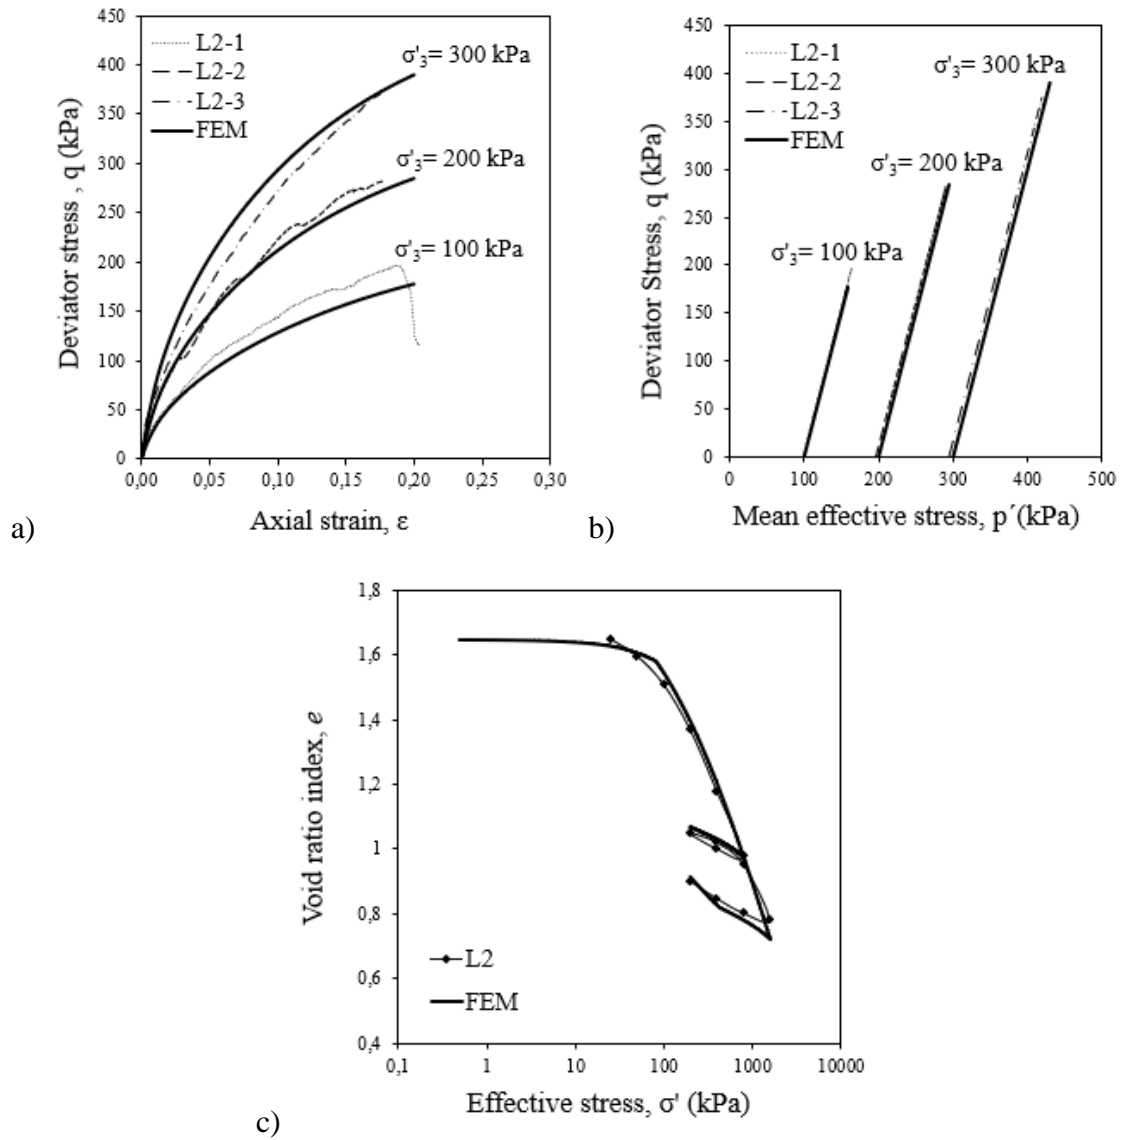 450
400
350
300
250
200
150
100
50
0
Deviator stress , q (kPa)
L2-1
L2-2
L2-3
FEM
σ'3= 300 kPa
σ'3= 200 kPa
σ'3= 100 kPa
0,00 0,05 0,10 0,15 0,20 0,25 0,30
Axial strain, ε
a)
450
400
350
300
250
200
150
100
50
0
Deviator Stress, q (kPa)
L2-1
L2-2
L2-3
FEM
σ'3= 300 kPa
σ'3= 200 kPa
σ'3= 100 kPa
0 100 200 300 400 500
Mean effective stress, p´(kPa)
b)
1,8
1,6
1,4
1,2
1
0,8
0,6
0,4
Void ratio index, e
L2
FEM
0,1 1 10 100 1000 10000
Effective stress, σ' (kPa)
c)